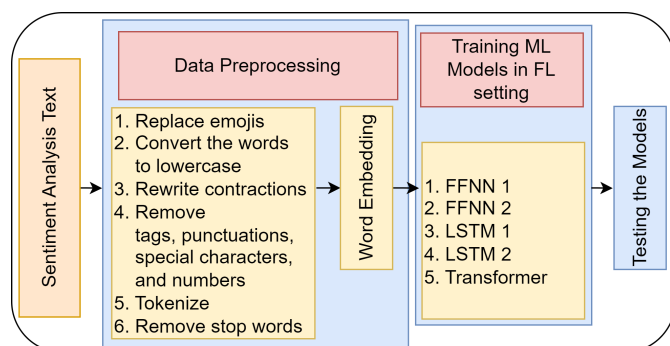 Sentiment Analysis Text
Data Preprocessing
1. Replace emojis
2. Convert the words
to lowercase
3. Rewrite contractions
4. Remove
tags, punctuations,
special characters,
and numbers
5. Tokenize
6. Remove stop words
Word Embedding
Training ML
Models in FL
setting
1. FFNN 1
2. FFNN 2
3. LSTM 1
4. LSTM 2
5. Transformer
Testing the Models